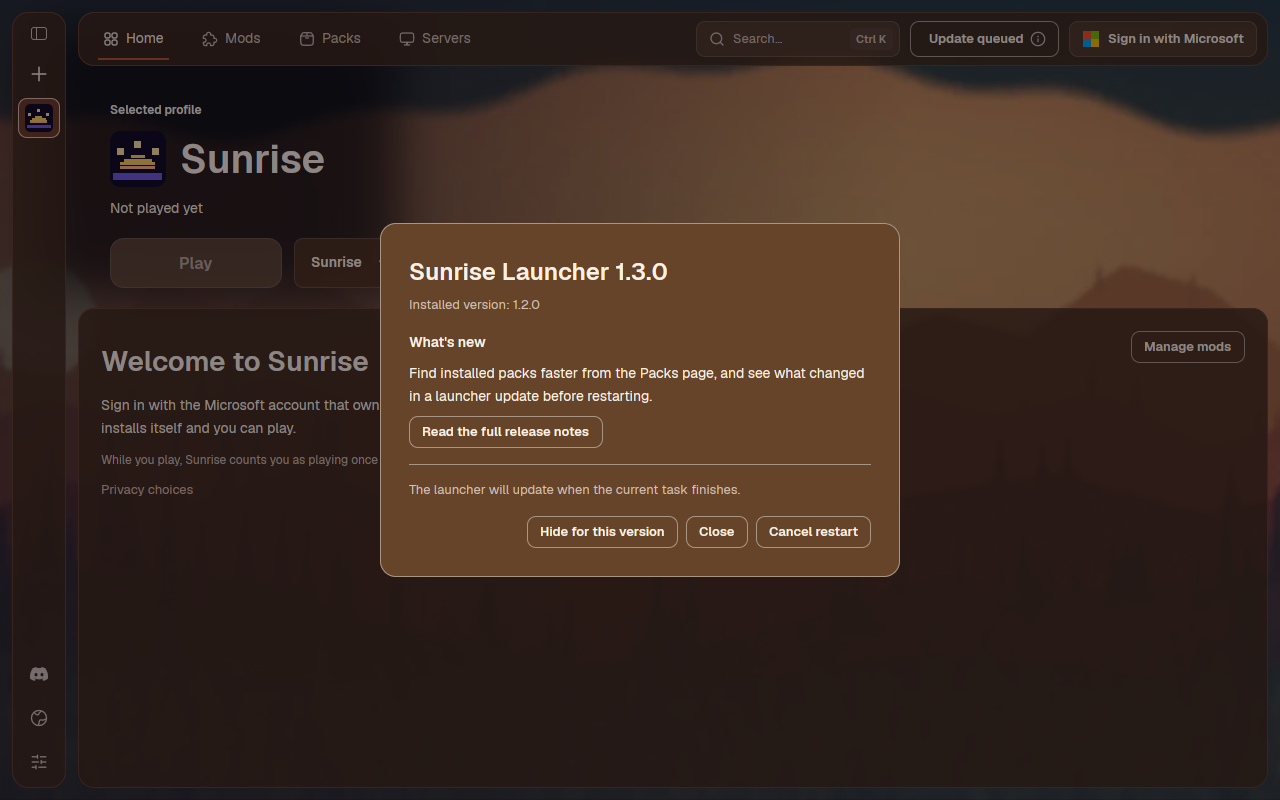 Home
Mods
Packs
Servers
Search...
Ctrl K
Update queued
Sign in with Microsoft
Selected profile
Sunrise
Not played yet
Play
Sunrise
Welcome to Sunrise
Manage mods
Sign in with the Microsoft account that own
installs itself and you can play.
While you play, Sunrise counts you as playing once
Privacy choices
Sunrise Launcher 1.3.0
Installed version: 1.2.0
What's new
Find installed packs faster from the Packs page, and see what changed
in a launcher update before restarting.
Read the full release notes
The launcher will update when the current task finishes.
Hide for this version
Close
Cancel restart